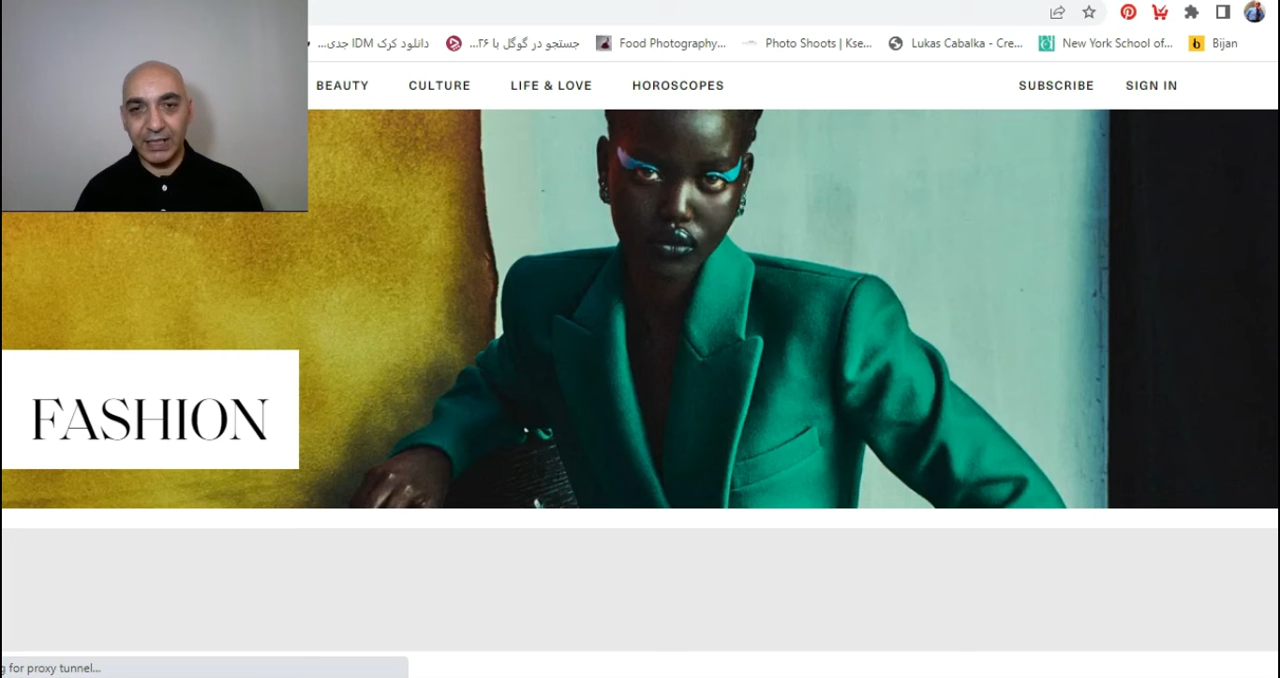 دانلود کرک IDM جدی...
جستجو در گوگل با ۲۶...
Food Photography...
Photo Shoots | Kse...
Lukas Cabalka - Cre...
New York School of...
Bijan
BEAUTY CULTURE LIFE & LOVE HOROSCOPES SUBSCRIBE SIGN IN
FASHION
g for proxy tunnel...